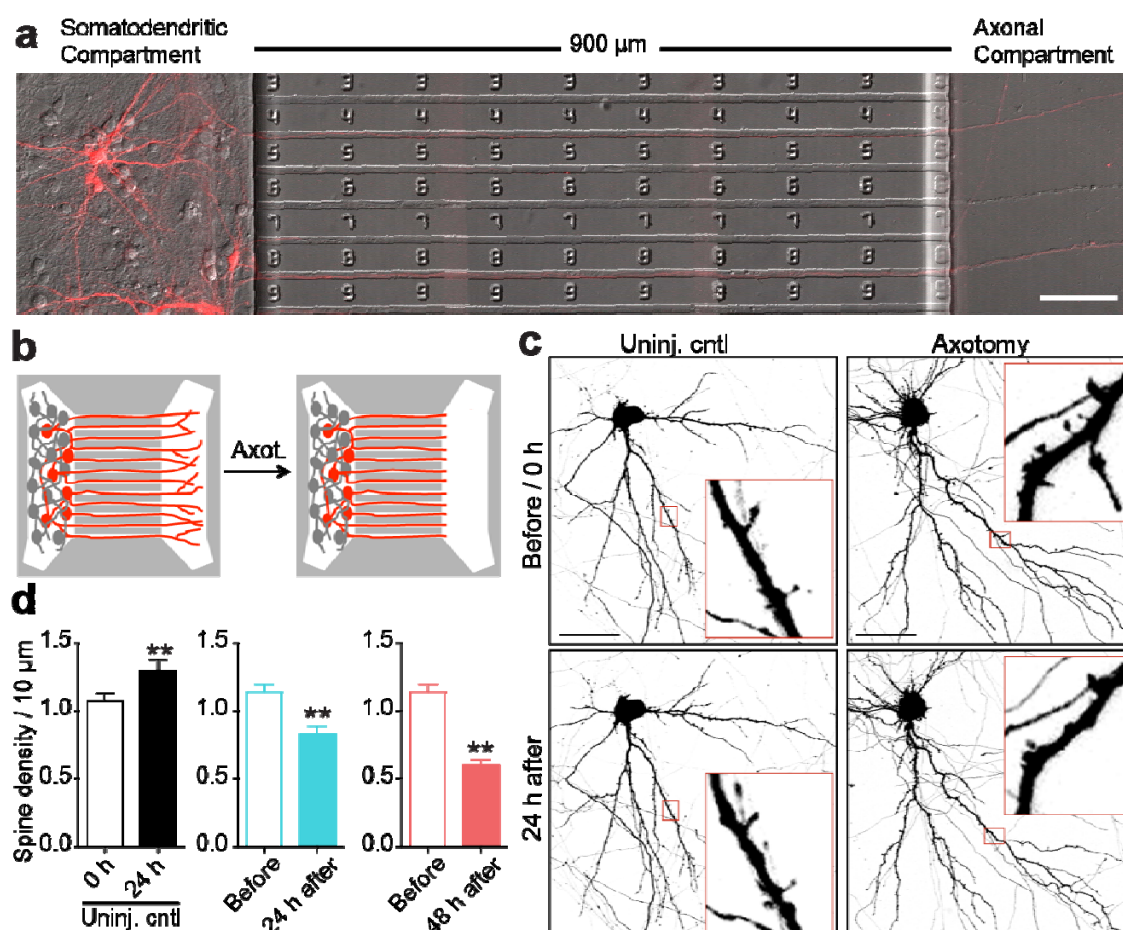 a
Somatodendritic
Compartment
900 µm
Axonal
Compartment
3 3 3 3 3 3 3 3 3
4 4 4 4 4 4 4 4 4
5 5 5 5 5 5 5 5 5
6 6 6 6 6 6 6 6 6
7 7 7 7 7 7 7 7
8 8 8 8 8 8 8 8 8
9 9 9 9 9 9 9 9 9
b
Axot.
c
Uninj. cntl
Axotomy
Before / 0 h
24 h after
d
Spine density / 10 µm
1.5
1.0
0.5
0.0
**
0 h
24 h
Uninj. cntl
1.5
1.0
0.5
0.0
**
Before
24 h after
1.5
1.0
0.5
0.0
**
Before
48 h after